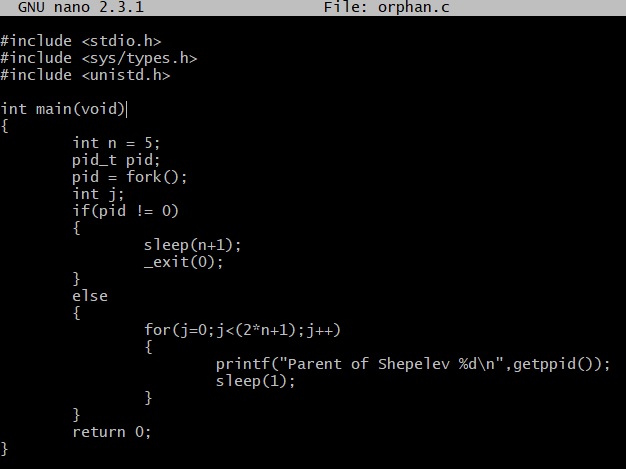 GNU nano 2.3.1 File: orphan.c
#include <stdio.h>
#include <sys/types.h>
#include <unistd.h>
int main(void)
{
int n = 5;
pid_t pid;
pid = fork();
int j;
if(pid != 0)
{
sleep(n+1);
_exit(0);
}
else
{
for(j=0;j<(2*n+1);j++)
{
printf("Parent of Shepelev %d\n",getppid());
sleep(1);
}
}
return 0;
}